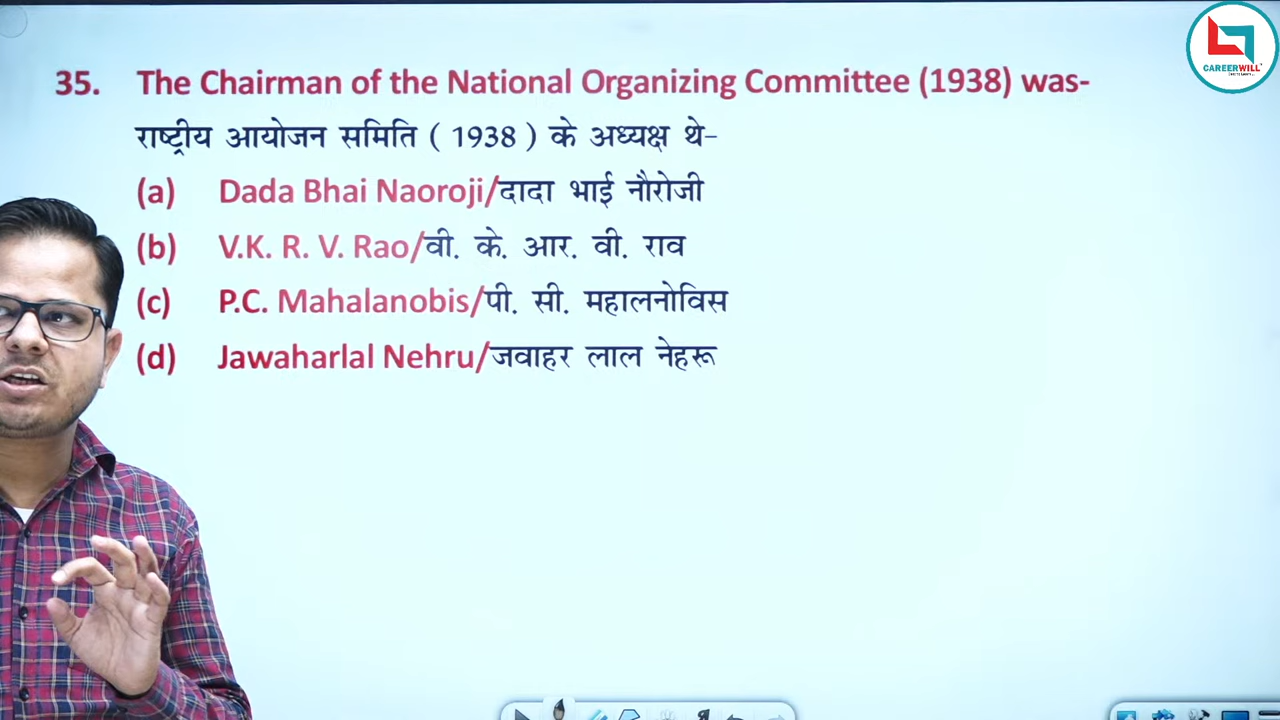 CAREERWILL
35. The Chairman of the National Organizing Committee (1938) was-
राष्ट्रीय आयोजन समिति ( 1938 ) के अध्यक्ष थे-
(a) Dada Bhai Naoroji/दादा भाई नौरोजी
(b) V.K. R. V. Rao/वी. के. आर. वी. राव
(c) P.C. Mahalanobis/पी. सी. महालनोविस
(d) Jawaharlal Nehru/जवाहर लाल नेहरू